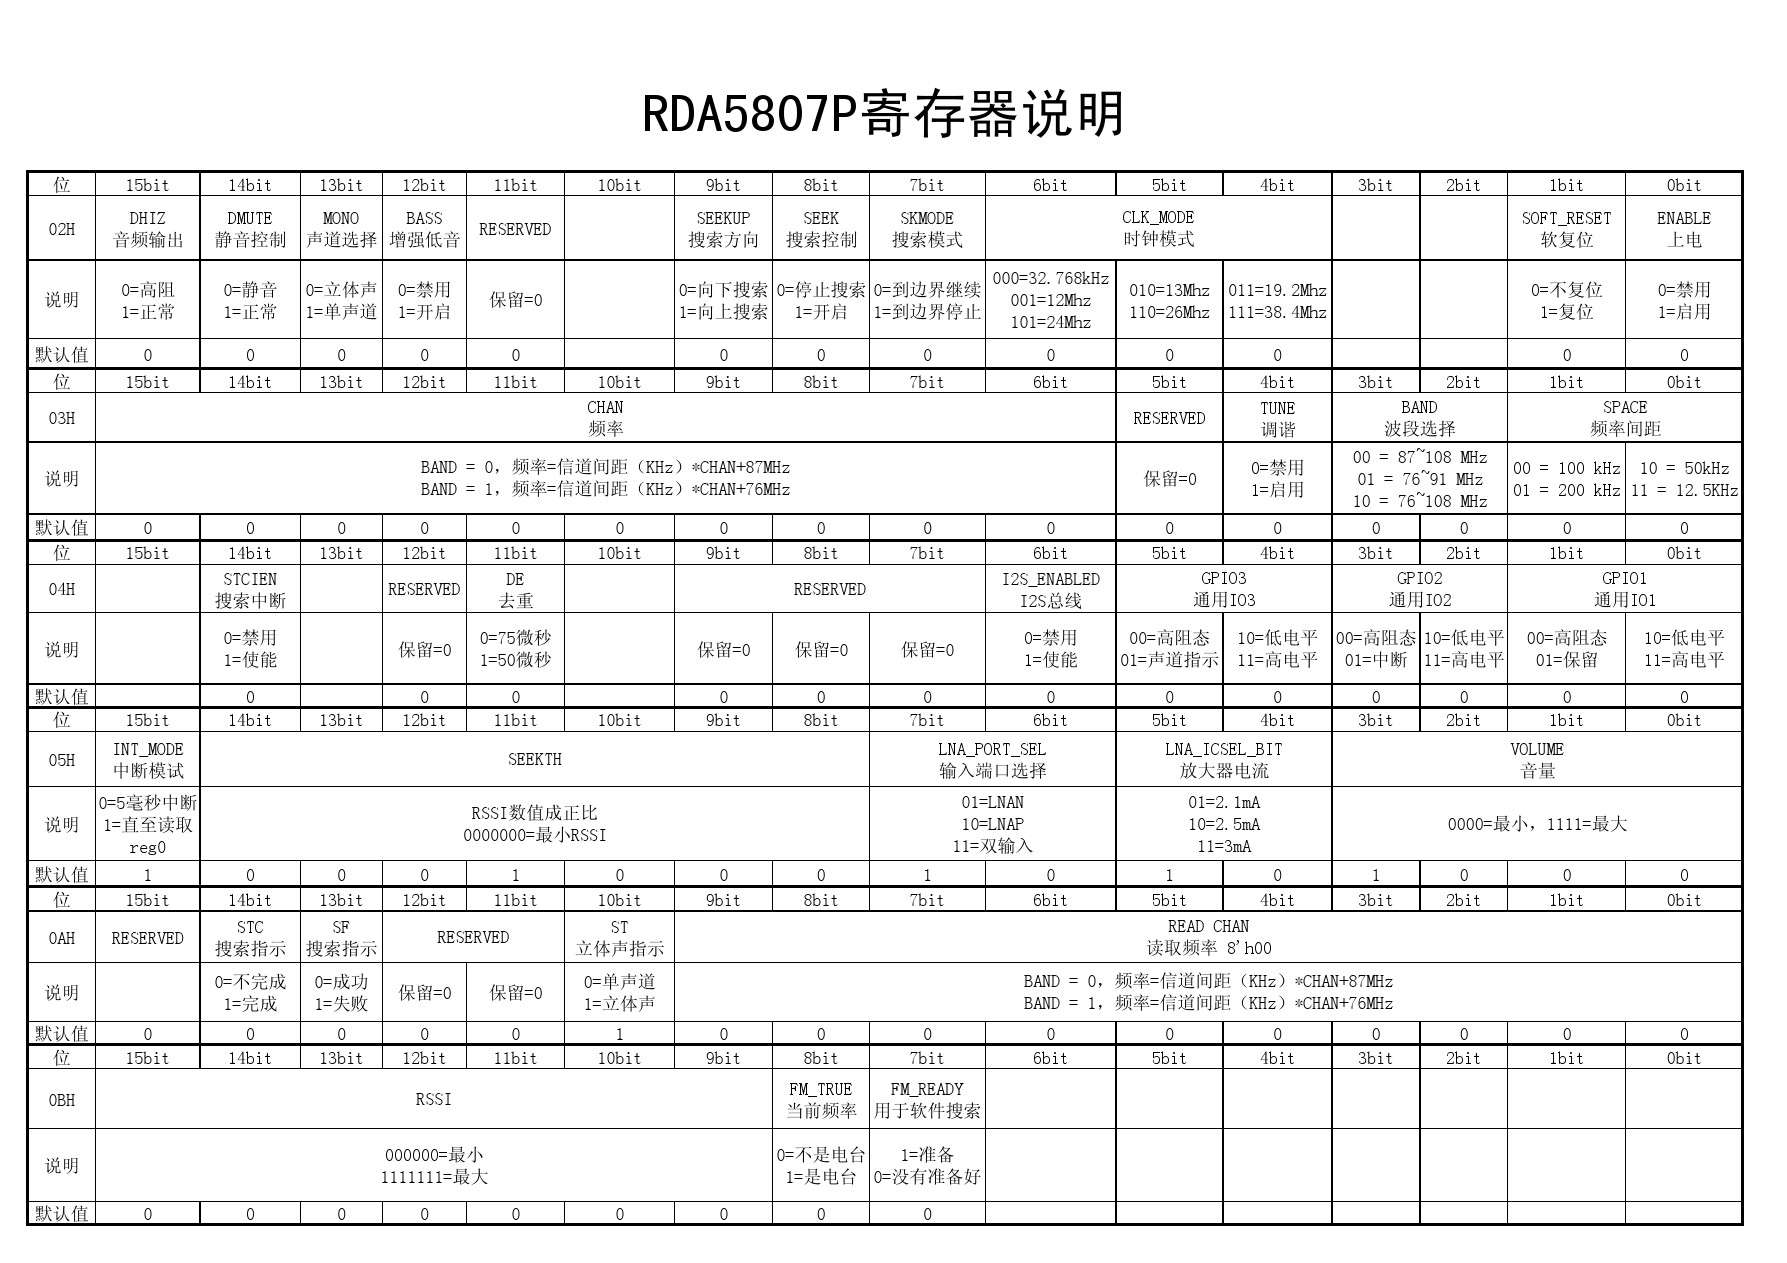 RDA5807P寄存器说明
位 15bit 14bit 13bit 12bit 11bit 10bit 9bit 8bit 7bit 6bit 5bit 4bit 3bit 2bit 1bit 0bit
02H DHIZ DMUTE MONO BASS RESERVED SEEKUP SEEK SKMODE CLK_MODE SOFT_RESET ENABLE
音频输出 静音控制 声道选择 增强低音 搜索方向 搜索控制 搜索模式 时钟模式 软复位 上电
说明 0=高阻 0=静音 0=立体声 0=禁用 保留=0 0=向下搜索 0=停止搜索 0=到边界继续 000=32.768kHz 010=13Mhz 011=19.2Mhz 0=不复位 0=禁用
1=正常 1=正常 1=单声道 1=开启 1=向上搜索 1=开启 1=到边界停止 001=12Mhz 110=26Mhz 111=38.4Mhz 1=复位 1=启用
101=24Mhz
默认值 0 0 0 0 0 0 0 0 0 0 0 0 0
位 15bit 14bit 13bit 12bit 11bit 10bit 9bit 8bit 7bit 6bit 5bit 4bit 3bit 2bit 1bit 0bit
03H CHAN RESERVED TUNE BAND SPACE
频率 调谐 波段选择 频率间距
说明 BAND = 0，频率=信道间距（KHz）*CHAN+87MHz 保留=0 0=禁用 00 = 87~108 MHz 00 = 100 kHz 10 = 50kHz
BAND = 1，频率=信道间距（KHz）*CHAN+76MHz 1=启用 01 = 76~91 MHz 01 = 200 kHz 11 = 12.5KHz
10 = 76~108 MHz
默认值 0 0 0 0 0 0 0 0 0 0 0 0 0 0 0 0
位 15bit 14bit 13bit 12bit 11bit 10bit 9bit 8bit 7bit 6bit 5bit 4bit 3bit 2bit 1bit 0bit
04H STCIEN RESERVED DE RESERVED I2S_ENABLED GPIO3 GPIO2 GPIO1
搜索中断 去重 I2S总线 通用IO3 通用IO2 通用IO1
说明 0=禁用 保留=0 0=75微秒 保留=0 保留=0 保留=0 0=禁用 00=高阻态 10=低电平 00=高阻态 10=低电平 00=高阻态 10=低电平
1=使能 1=50微秒 1=使能 01=声道指示 11=高电平 01=中断 11=高电平 01=保留 11=高电平
默认值 0 0 0 0 0 0 0 0 0 0 0 0 0
位 15bit 14bit 13bit 12bit 11bit 10bit 9bit 8bit 7bit 6bit 5bit 4bit 3bit 2bit 1bit 0bit
05H INT_MODE SEEKTH LNA_PORT_SEL LNA_ICSEL_BIT VOLUME
中断模试 输入端口选择 放大器电流 音量
说明 0=5毫秒中断 RSSI数值成正比 01=LNAN 01=2.1mA 0000=最小，1111=最大
1=直至读取 0000000=最小RSSI 10=LNAP 10=2.5mA
reg0 11=双输入 11=3mA
默认值 1 0 0 0 1 0 0 0 1 0 1 0 1 0 0 0
位 15bit 14bit 13bit 12bit 11bit 10bit 9bit 8bit 7bit 6bit 5bit 4bit 3bit 2bit 1bit 0bit
0AH RESERVED STC SF RESERVED ST READ CHAN
搜索指示 搜索指示 立体声指示 读取频率 8'h00
说明 0=不完成 0=成功 保留=0 保留=0 0=单声道 BAND = 0，频率=信道间距（KHz）*CHAN+87MHz
1=完成 1=失败 1=立体声 BAND = 1，频率=信道间距（KHz）*CHAN+76MHz
默认值 0 0 0 0 0 1 0 0 0 0 0 0 0 0 0 0
位 15bit 14bit 13bit 12bit 11bit 10bit 9bit 8bit 7bit 6bit 5bit 4bit 3bit 2bit 1bit 0bit
0BH RSSI FM_TRUE FM_READY
当前频率 用于软件搜索
说明 000000=最小 0=不是电台 1=准备
1111111=最大 1=是电台 0=没有准备好
默认值 0 0 0 0 0 0 0 0 0